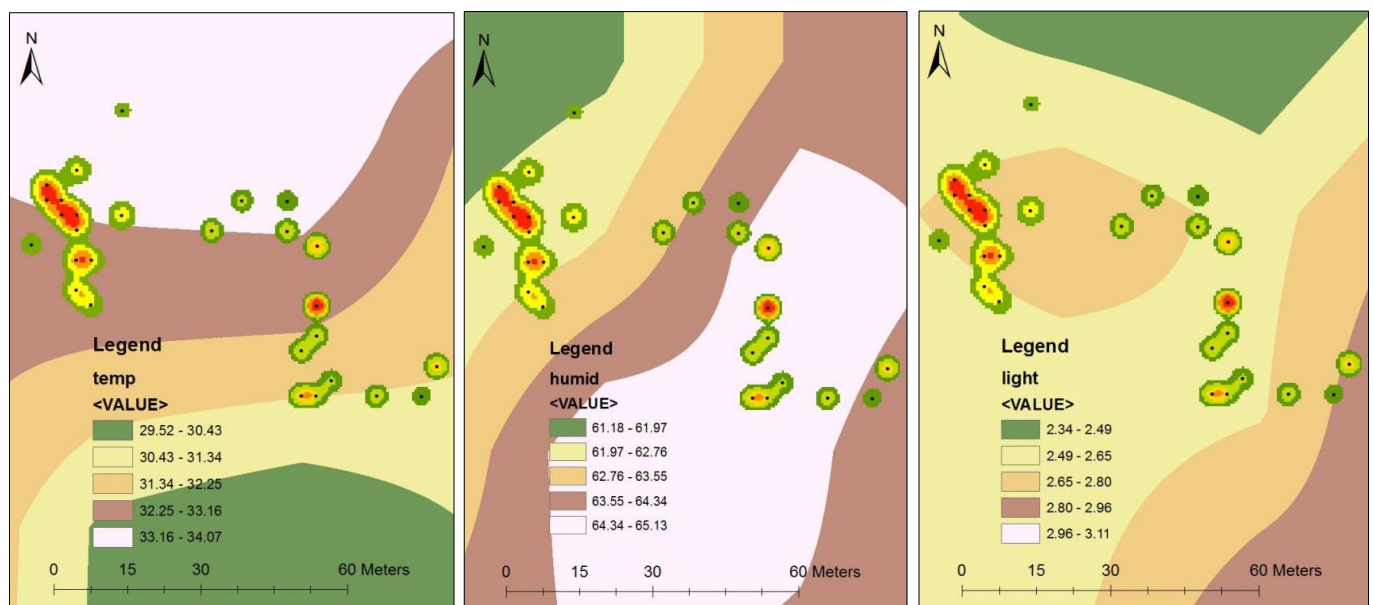 N
Legend
temp
<VALUE>
29.52 - 30.43
30.43 - 31.34
31.34 - 32.25
32.25 - 33.16
33.16 - 34.07
0 15 30 60 Meters
N
Legend
humid
<VALUE>
61.18 - 61.97
61.97 - 62.76
62.76 - 63.55
63.55 - 64.34
64.34 - 65.13
0 30 60 Meters
N
Legend
light
<VALUE>
2.34 - 2.49
2.49 - 2.65
2.65 - 2.80
2.80 - 2.96
2.96 - 3.11
0 15 30 60 Meters